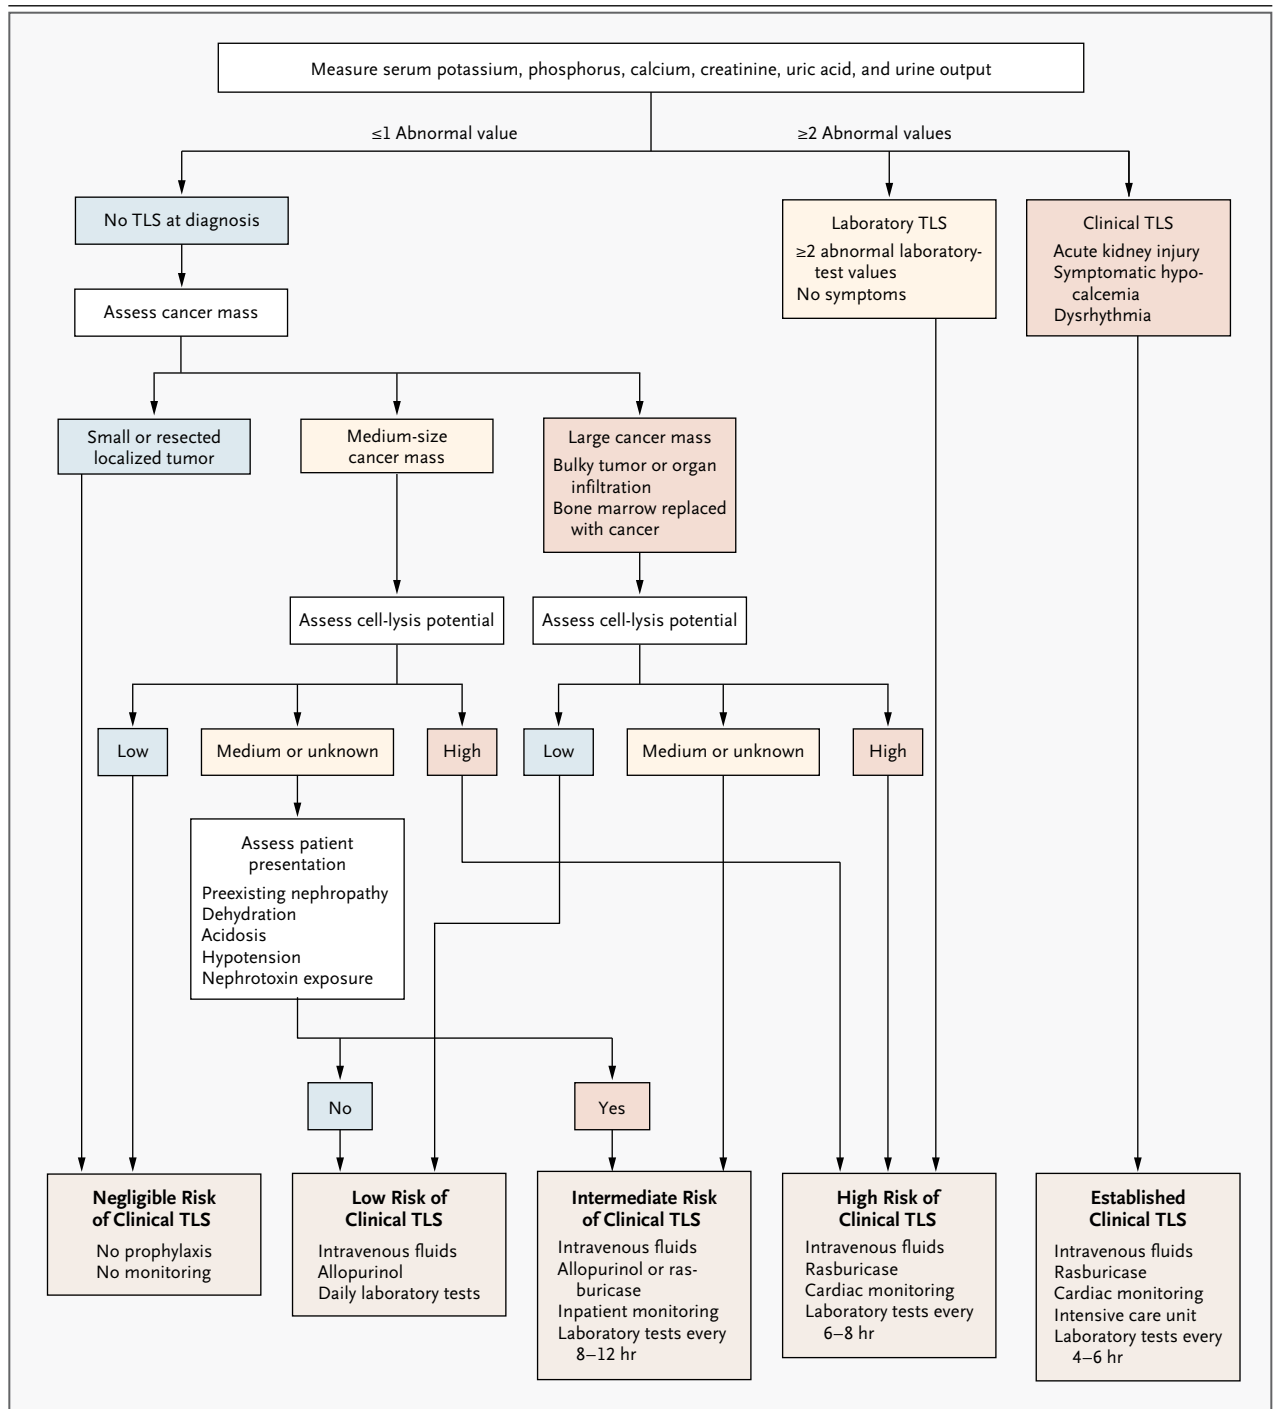 Measure serum potassium, phosphorus, calcium, creatinine, uric acid, and urine output
≤1 Abnormal value
≥2 Abnormal values
No TLS at diagnosis
Laboratory TLS
≥2 abnormal laboratory-
test values
No symptoms
Clinical TLS
Acute kidney injury
Symptomatic hypo-
calcemia
Dysrhythmia
Assess cancer mass
Small or resected
localized tumor
Medium-size
cancer mass
Large cancer mass
Bulky tumor or organ
infiltration
Bone marrow replaced
with cancer
Assess cell-lysis potential
Assess cell-lysis potential
Low
Medium or unknown
High
Low
Medium or unknown
High
Assess patient
presentation
Preexisting nephropathy
Dehydration
Acidosis
Hypotension
Nephrotoxin exposure
No
Yes
Negligible Risk
of Clinical TLS
No prophylaxis
No monitoring
Low Risk of
Clinical TLS
Intravenous fluids
Allopurinol
Daily laboratory tests
Intermediate Risk
of Clinical TLS
Intravenous fluids
Allopurinol or ras-
buricase
Inpatient monitoring
Laboratory tests every
8–12 hr
High Risk of
Clinical TLS
Intravenous fluids
Rasburicase
Cardiac monitoring
Laboratory tests every
6–8 hr
Established
Clinical TLS
Intravenous fluids
Rasburicase
Cardiac monitoring
Intensive care unit
Laboratory tests every
4–6 hr